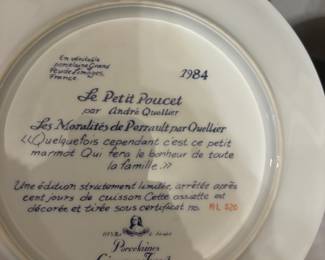 En véritable
porcelaine Grand
Feu de Limoges,
France.
1984
Le Petit Poucet
par André Quellier
Les Moralités de Perrault par Quellier
«Quelquefois cependant c'est ce petit
marmot Qui fera le bonheur de toute
la famille.»
Une édition strictement limitée, arrêtée après
cent jours de cuisson Cette assiette est
décorée et tirée sous certificat no. ML 320
Porcelaines